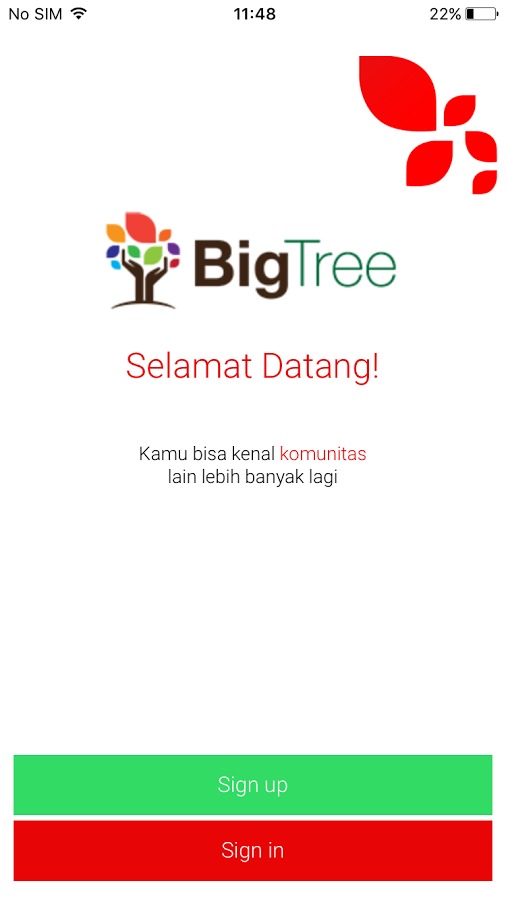 No SIM 11:48 22%
BigTree
Selamat Datang!
Kamu bisa kenal komunitas
lain lebih banyak lagi
Sign up
Sign in